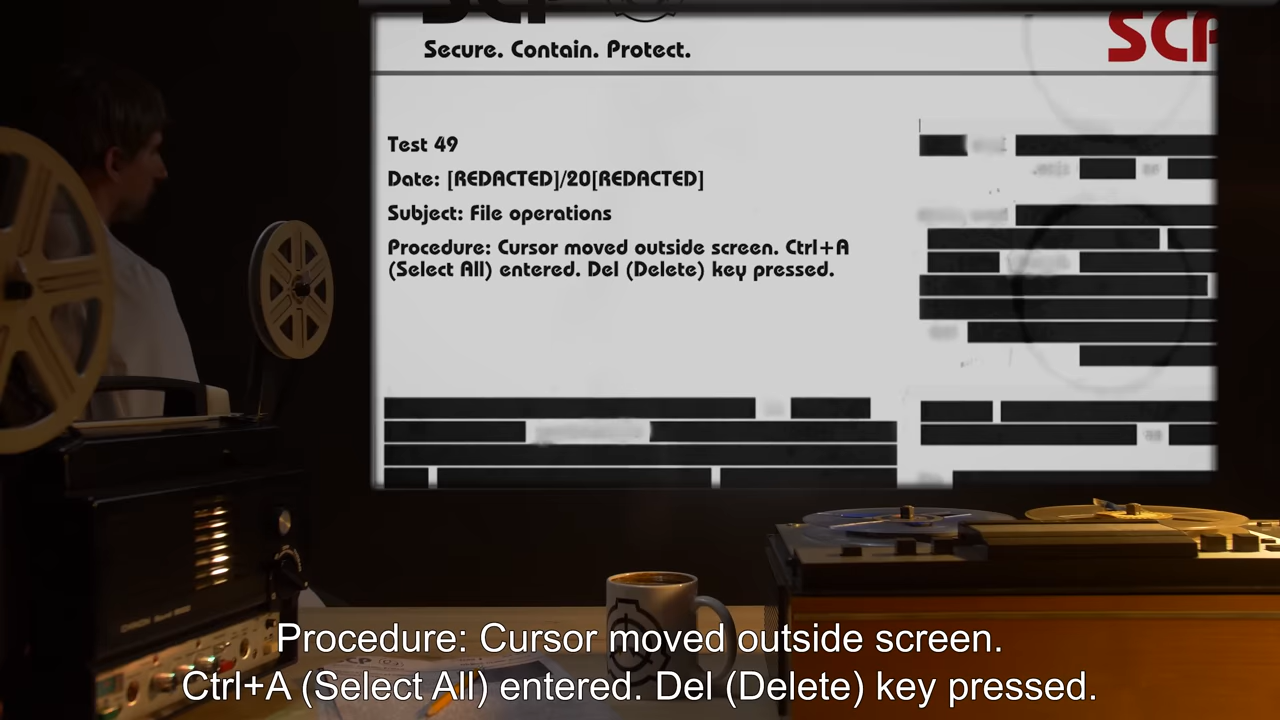 SCP
Secure. Contain. Protect.
SCP
Test 49
Date: [REDACTED]/20[REDACTED]
Subject: File operations
Procedure: Cursor moved outside screen. Ctrl+A
(Select All) entered. Del (Delete) key pressed.
Procedure: Cursor moved outside screen.
Ctrl+A (Select All) entered. Del (Delete) key pressed.